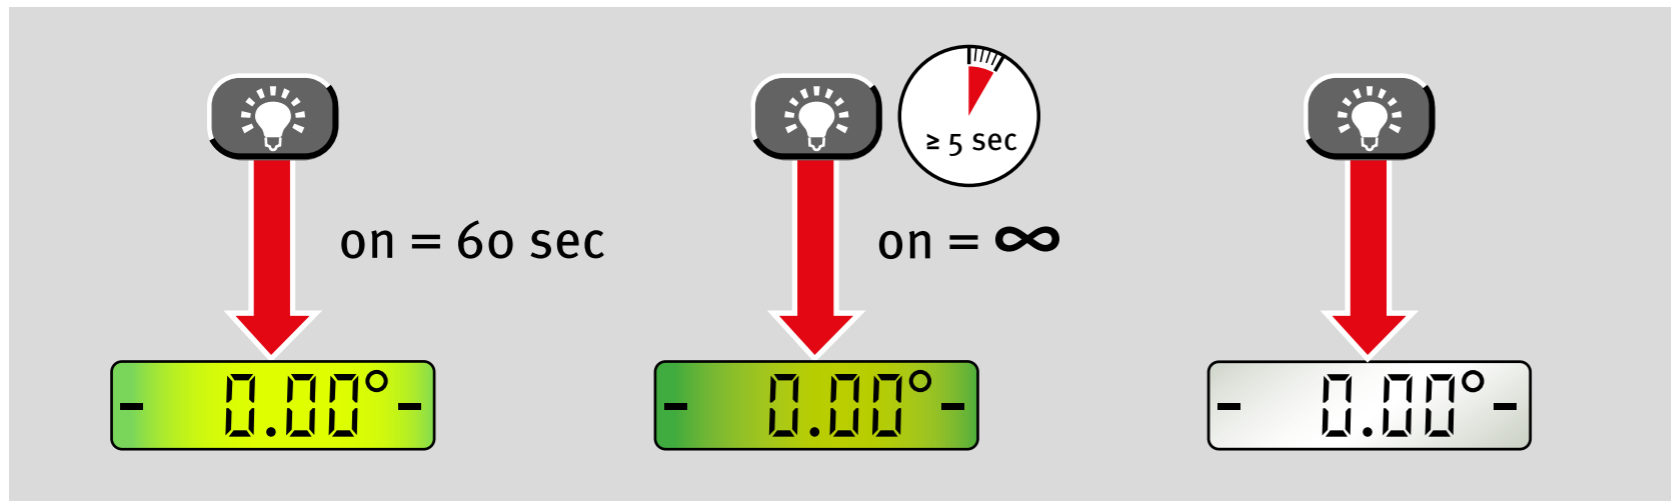 ≥ 5 sec
on = 60 sec
on = ∞
- 0.00° -
- 0.00° -
- 0.00° -